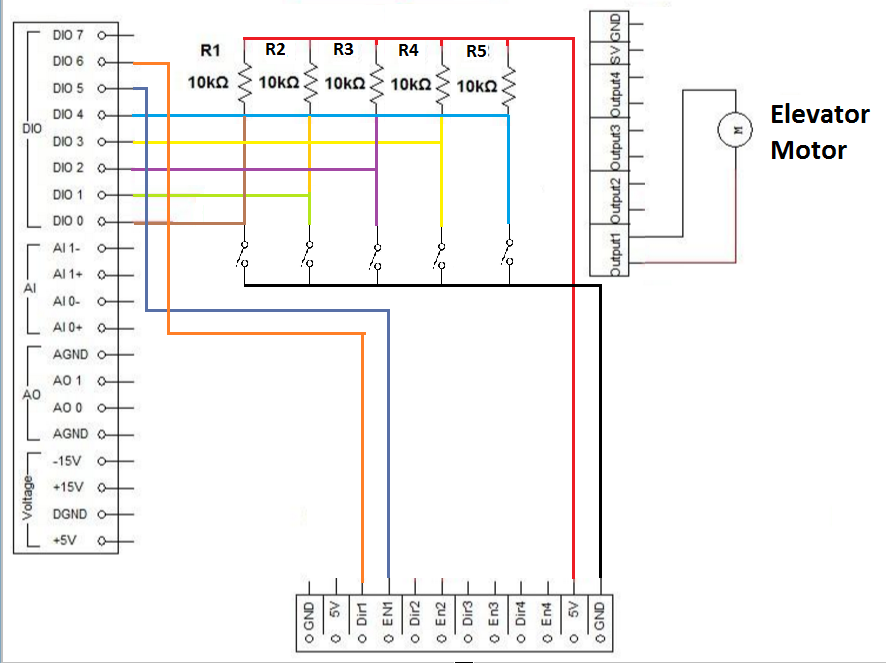 DIO 7
DIO 6
DIO 5
DIO 4
DIO 3
DIO 2
DIO 1
DIO 0
DIO
AI 1-
AI 1+
AI 0-
AI 0+
AI
AGND
AO 1
AO 0
AGND
AO
-15V
+15V
DGND
+5V
Voltage
R1 R2 R3 R4 R5
10kΩ 10kΩ 10kΩ 10kΩ 10kΩ
GND
5V
Output4
Output3
Output2
Output1
M
Elevator
Motor
GND 5V Dir1 EN1 Dir2 En2 Dir3 En3 Dir4 En4 5V GND